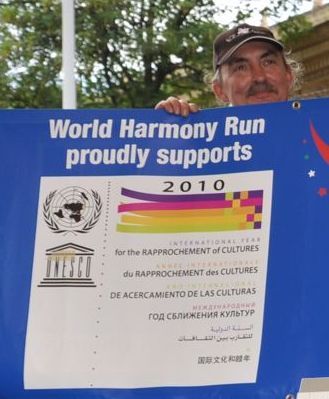 World Harmony Run
proudly supports
2010
INTERNATIONAL YEAR
for the RAPPROCHEMENT of CULTURES
ANNÉE INTERNATIONALE
du RAPPROCHEMENT des CULTURES
AÑO INTERNATIONAL
DE ACERCAMIENTO DE LAS CULTURAS
МЕЖДУНАРОДНЫЙ
ГОД СБЛИЖЕНИЯ КУЛЬТУР
السنة الدولية
للتقارب بين الثقافات
国际文化和睦年
UNESCO